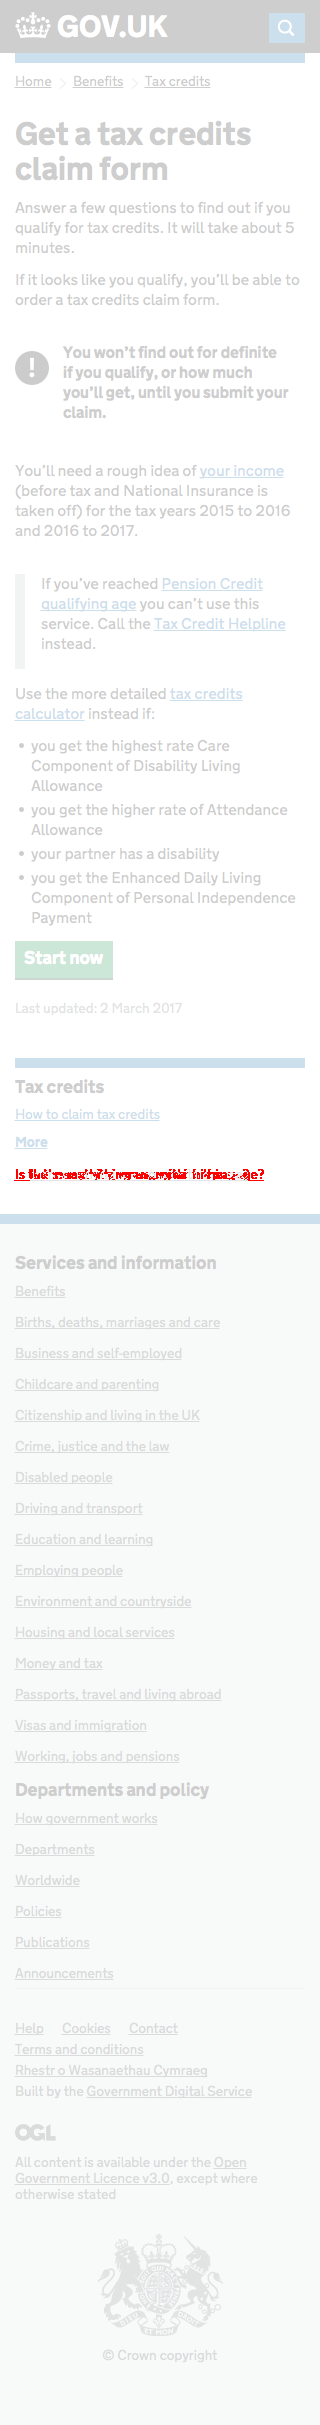 GOV.UK
Home Benefits Tax credits
Get a tax credits
claim form
Answer a few questions to find out if you
qualify for tax credits. It will take about 5
minutes.
If it looks like you qualify, you’ll be able to
order a tax credits claim form.
You won’t find out for definite
if you qualify, or how much
you’ll get, until you submit your
claim.
You’ll need a rough idea of your income
(before tax and National Insurance is
taken off) for the tax years 2015 to 2016
and 2016 to 2017.
If you’ve reached Pension Credit
qualifying age you can’t use this
service. Call the Tax Credit Helpline
instead.
Use the more detailed tax credits
calculator instead if:
• you get the highest rate Care
Component of Disability Living
Allowance
• you get the higher rate of Attendance
Allowance
• your partner has a disability
• you get the Enhanced Daily Living
Component of Personal Independence
Payment
Start now
Last updated: 2 March 2017
Tax credits
How to claim tax credits
More
Services and information
Benefits
Births, deaths, marriages and care
Business and self-employed
Childcare and parenting
Citizenship and living in the UK
Crime, justice and the law
Disabled people
Driving and transport
Education and learning
Employing people
Environment and countryside
Housing and local services
Money and tax
Passports, travel and living abroad
Visas and immigration
Working, jobs and pensions
Departments and policy
How government works
Departments
Worldwide
Policies
Publications
Announcements
Help Cookies Contact
Terms and conditions
Rhestr o Wasanaethau Cymraeg
Built by the Government Digital Service
OGL
All content is available under the Open
Government Licence v3.0, except where
otherwise stated
© Crown copyright